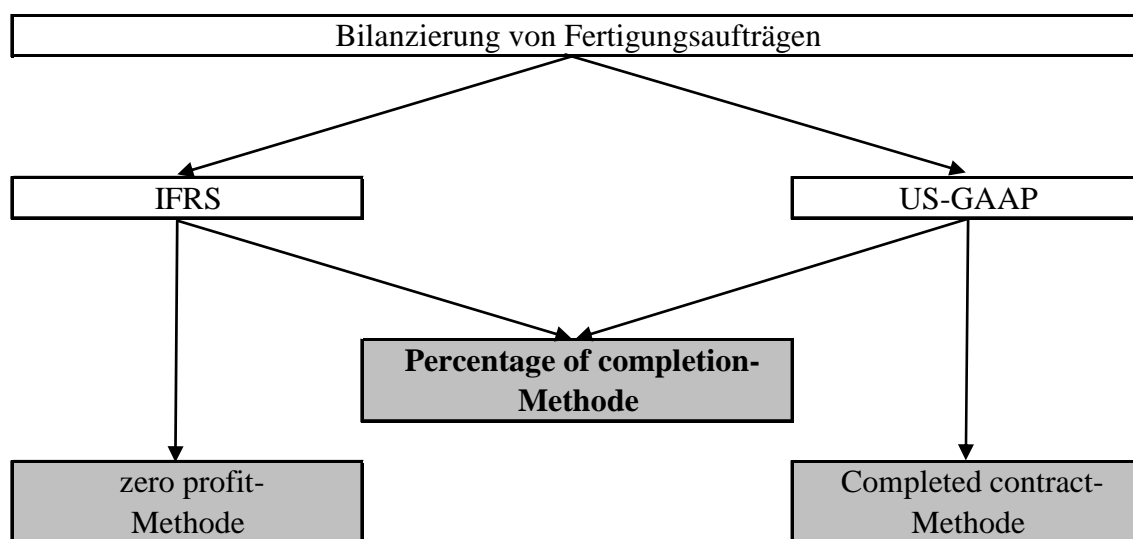 Bilanzierung von Fertigungsaufträgen
IFRS
US-GAAP
Percentage of completion-
Methode
zero profit-
Methode
Completed contract-
Methode